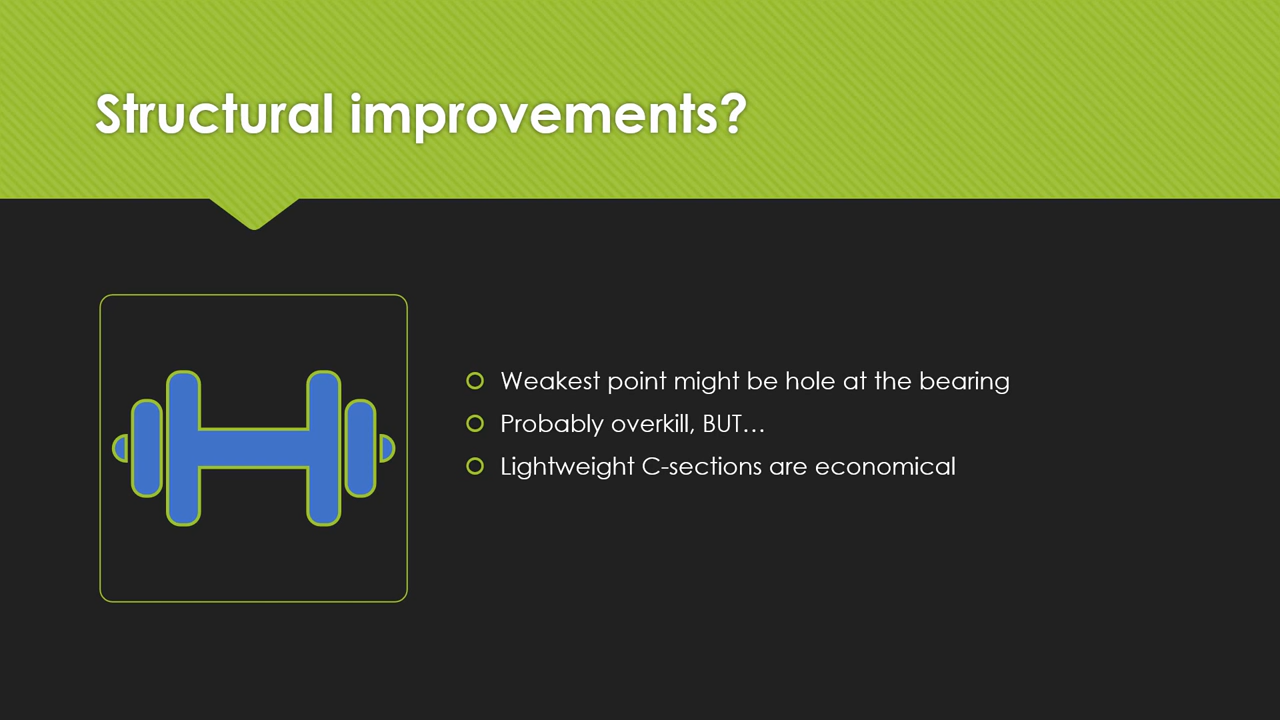 Structural improvements?
Weakest point might be hole at the bearing
Probably overkill, BUT…
Lightweight C-sections are economical